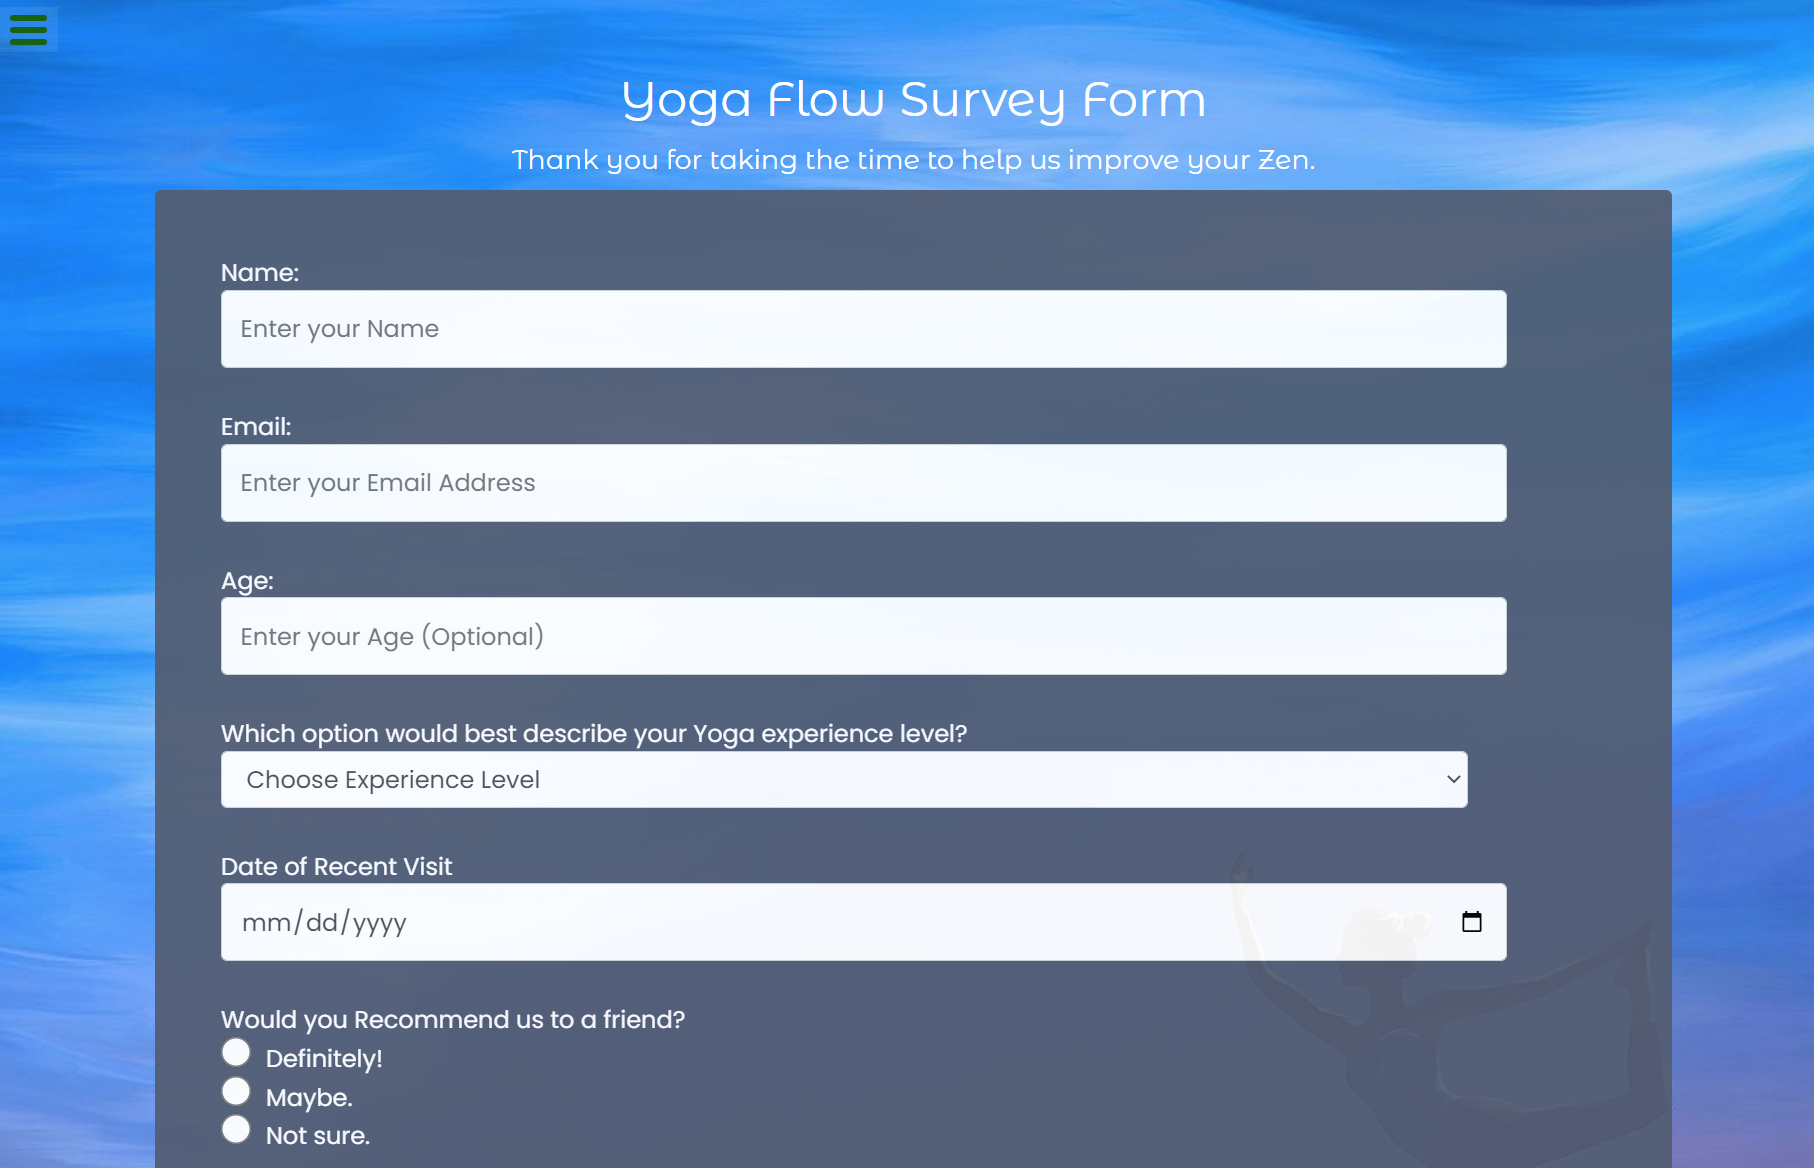 Yoga Flow Survey Form
Thank you for taking the time to help us improve your Zen.
Name:
Enter your Name
Email:
Enter your Email Address
Age:
Enter your Age (Optional)
Which option would best describe your Yoga experience level?
Choose Experience Level
Date of Recent Visit
mm/dd/yyyy
Would you Recommend us to a friend?
Definitely!
Maybe.
Not sure.